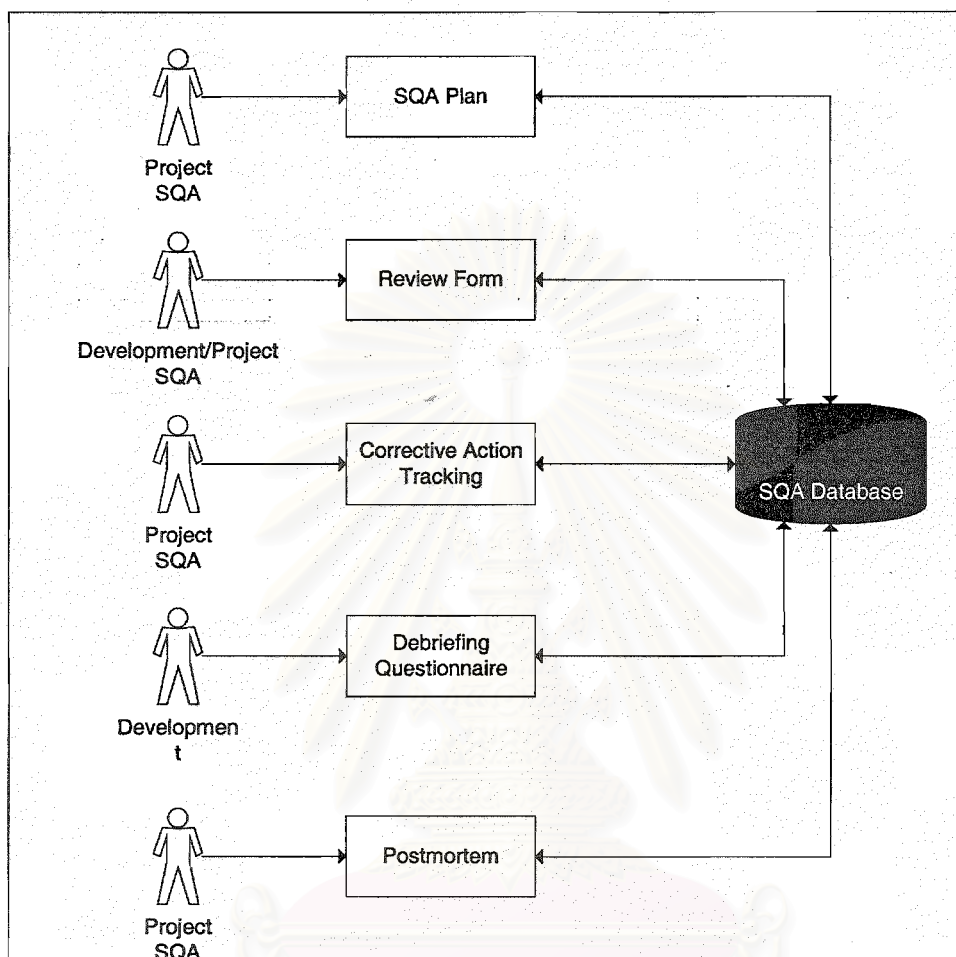 SQA Plan
Project
SQA
Review Form
Development/Project
SQA
Corrective Action
Tracking
SQA Database
Project
SQA
Debriefing
Questionnaire
Developmen
t
Postmortem
Project
SQA